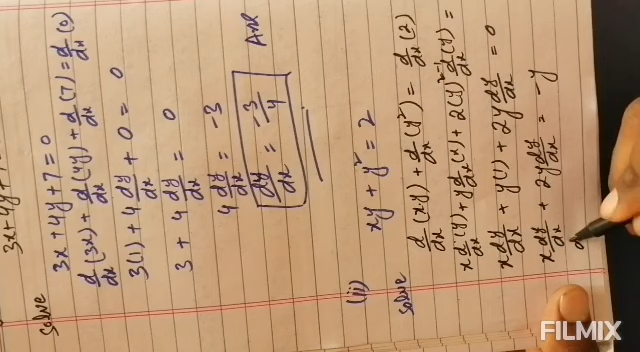 3x+4y+7=
Solve
3x + 4y + 7 = 0
d/dx (3x) + d/dx (4y) + d/dx (7) = d/dx (0)
3(1) + 4 dy/dx + 0 = 0
3 + 4 dy/dx = 0
4 dy/dx = -3
dy/dx = -3/4 Ans
(ii) xy + y² = 2
Solve
d/dx (xy) + d/dx (y²) = d/dx (2)
x d/dx (y) + y d/dx (x) + 2(y)²⁻¹ d/dx (y) =
x dy/dx + y(1) + 2y dy/dx = 0
x dy/dx + 2y dy/dx = -y
FILMIX